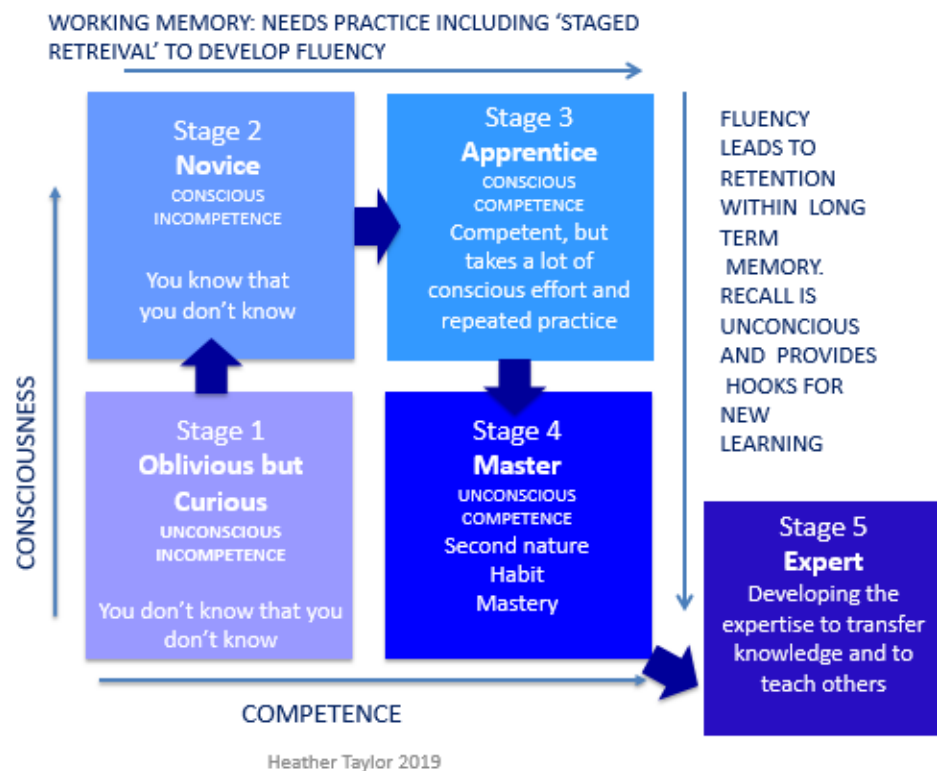 WORKING MEMORY: NEEDS PRACTICE INCLUDING ‘STAGED
RETREIVAL’ TO DEVELOP FLUENCY
Stage 2
Novice
CONSCIOUS
INCOMPETENCE
You know that
you don’t know
Stage 3
Apprentice
CONSCIOUS
COMPETENCE
Competent, but
takes a lot of
conscious effort and
repeated practice
FLUENCY
LEADS TO
RETENTION
WITHIN LONG
TERM
MEMORY.
RECALL IS
UNCONCIOUS
AND PROVIDES
HOOKS FOR
NEW
LEARNING
CONSCIOUSNESS
Stage 1
Oblivious but
Curious
UNCONSCIOUS
INCOMPETENCE
You don’t know that you
don’t know
Stage 4
Master
UNCONSCIOUS
COMPETENCE
Second nature
Habit
Mastery
Stage 5
Expert
Developing the
expertise to transfer
knowledge and to
teach others
COMPETENCE
Heather Taylor 2019